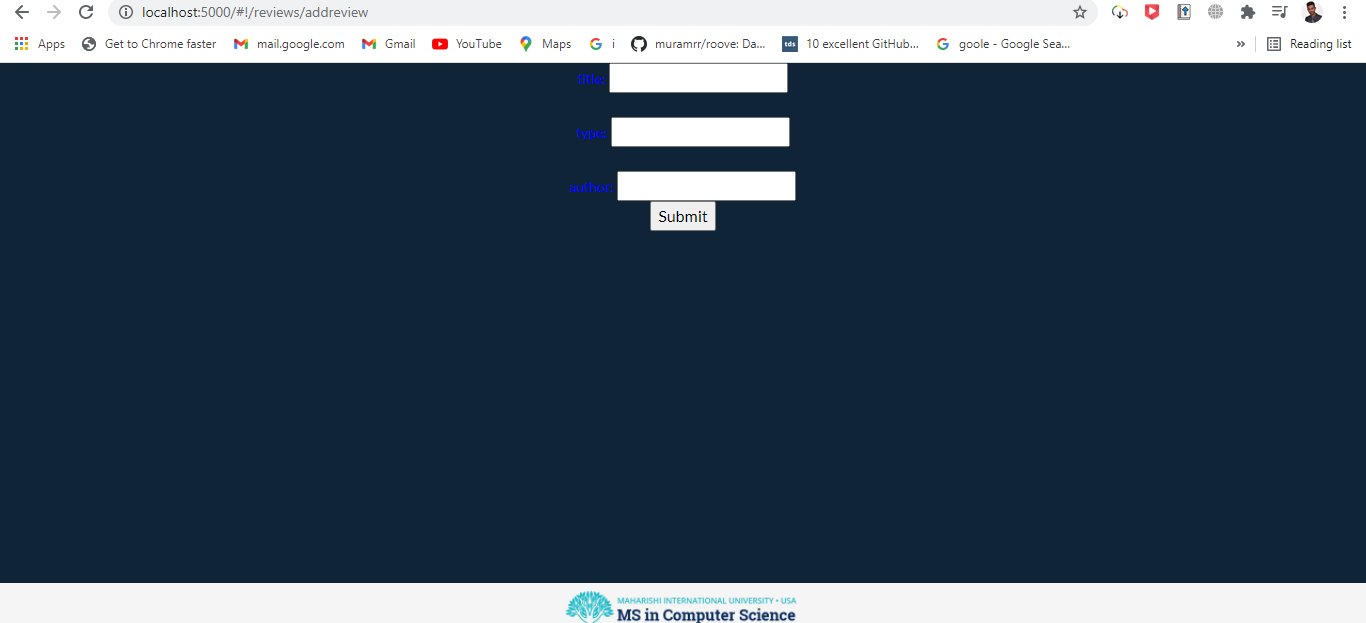 localhost:5000/#!/reviews/addreview
Apps Get to Chrome faster mail.google.com Gmail YouTube Maps i muramrr/roove: Da... tds 10 excellent GitHub... goole - Google Sea... » Reading list
title:
type:
author:
Submit
MAHARISHI INTERNATIONAL UNIVERSITY • USA
MS in Computer Science